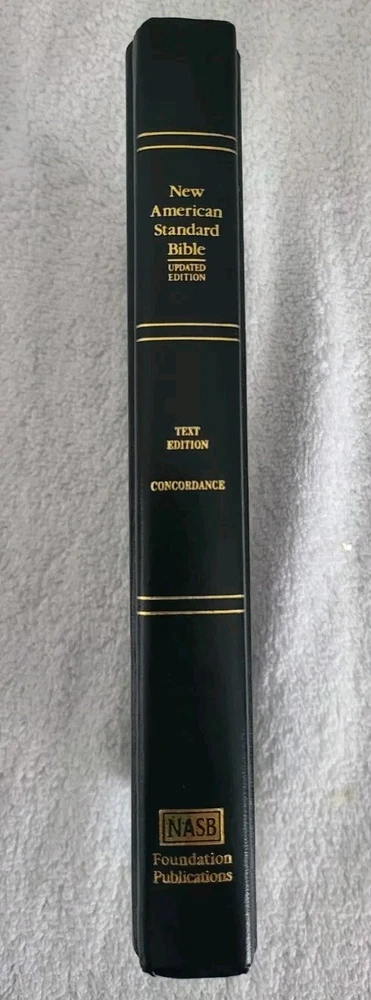 New
American
Standard
Bible
UPDATED
EDITION
TEXT
EDITION
CONCORDANCE
NASB
Foundation
Publications